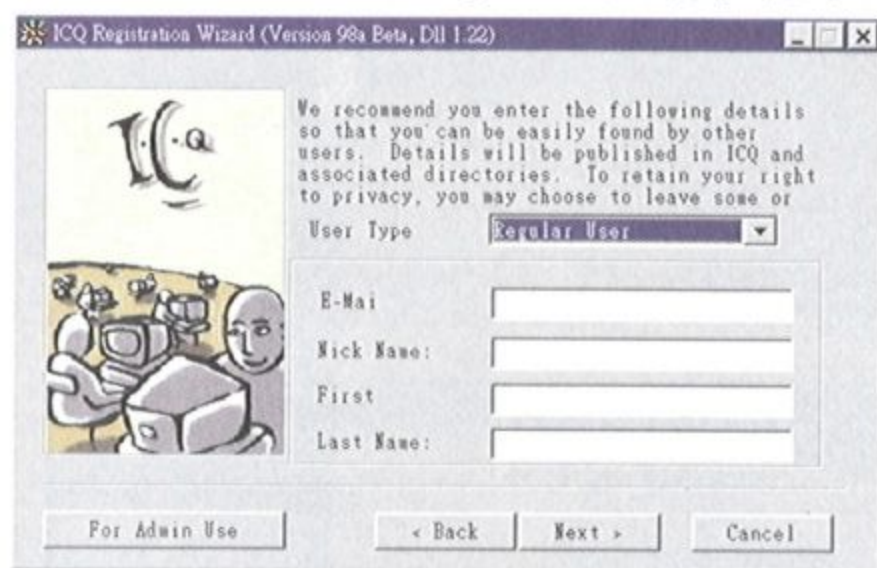 ICQ Registration Wizard (Version 98a Beta, Dll 1.22)
I·C·Q
We recommend you enter the following details
so that you can be easily found by other
users. Details will be published in ICQ and
associated directories. To retain your right
to privacy, you may choose to leave some or
User Type
Regular User
E-Mai
Nick Name:
First
Last Name:
For Admin Use
< Back
Next >
Cancel